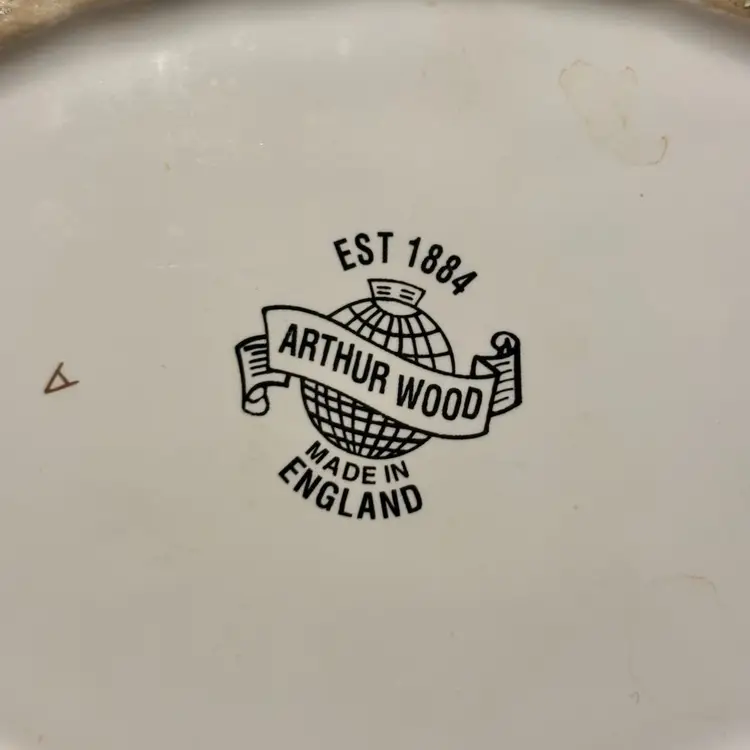 EST 1884
ARTHUR WOOD
MADE IN
ENGLAND
A